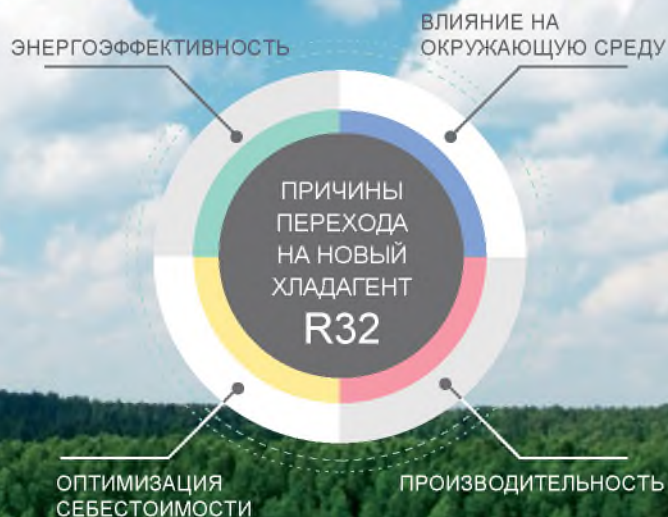 ЭНЕРГОЭФФЕКТИВНОСТЬ
ВЛИЯНИЕ НА
ОКРУЖАЮЩУЮ СРЕДУ
ПРИЧИНЫ
ПЕРЕХОДА
НА НОВЫЙ
ХЛАДАГЕНТ
R32
ОПТИМИЗАЦИЯ
СЕБЕСТОИМОСТИ
ПРОИЗВОДИТЕЛЬНОСТЬ